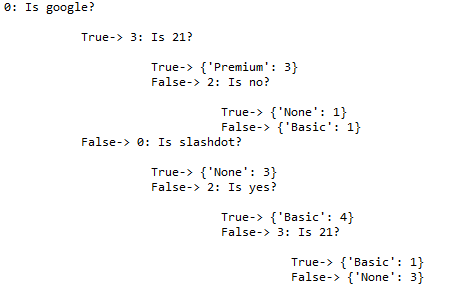 0: Is google?
True-> 3: Is 21?
True-> {'Premium': 3}
False-> 2: Is no?
True-> {'None': 1}
False-> {'Basic': 1}
False-> 0: Is slashdot?
True-> {'None': 3}
False-> 2: Is yes?
True-> {'Basic': 4}
False-> 3: Is 21?
True-> {'Basic': 1}
False-> {'None': 3}